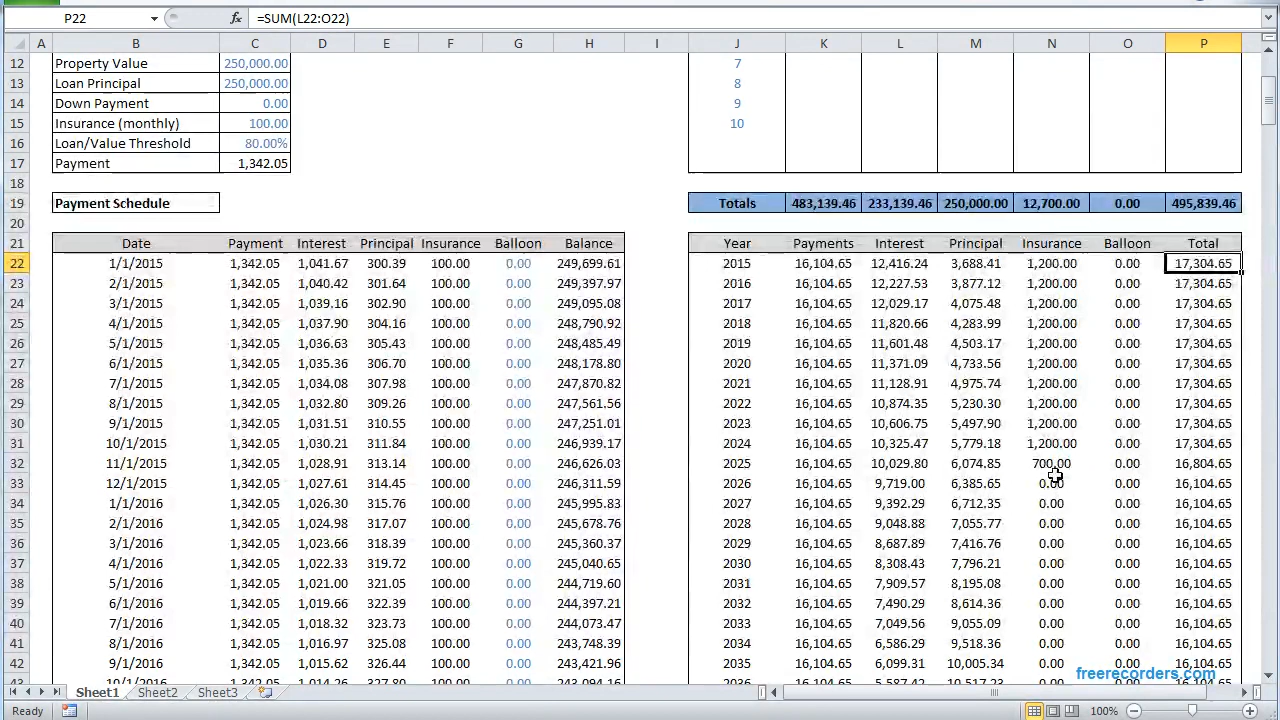 P22 fx =SUM(L22:O22)
A B C D E F G H I J K L M N O P
12 Property Value 250,000.00 7
13 Loan Principal 250,000.00 8
14 Down Payment 0.00 9
15 Insurance (monthly) 100.00 10
16 Loan/Value Threshold 80.00%
17 Payment 1,342.05
18
19 Payment Schedule Totals 483,139.46 233,139.46 250,000.00 12,700.00 0.00 495,839.46
20
21 Date Payment Interest Principal Insurance Balloon Balance Year Payments Interest Principal Insurance Balloon Total
22 1/1/2015 1,342.05 1,041.67 300.39 100.00 0.00 249,699.61 2015 16,104.65 12,416.24 3,688.41 1,200.00 0.00 17,304.65
23 2/1/2015 1,342.05 1,040.42 301.64 100.00 0.00 249,397.97 2016 16,104.65 12,227.53 3,877.12 1,200.00 0.00 17,304.65
24 3/1/2015 1,342.05 1,039.16 302.90 100.00 0.00 249,095.08 2017 16,104.65 12,029.17 4,075.48 1,200.00 0.00 17,304.65
25 4/1/2015 1,342.05 1,037.90 304.16 100.00 0.00 248,790.92 2018 16,104.65 11,820.66 4,283.99 1,200.00 0.00 17,304.65
26 5/1/2015 1,342.05 1,036.63 305.43 100.00 0.00 248,485.49 2019 16,104.65 11,601.48 4,503.17 1,200.00 0.00 17,304.65
27 6/1/2015 1,342.05 1,035.36 306.70 100.00 0.00 248,178.80 2020 16,104.65 11,371.09 4,733.56 1,200.00 0.00 17,304.65
28 7/1/2015 1,342.05 1,034.08 307.98 100.00 0.00 247,870.82 2021 16,104.65 11,128.91 4,975.74 1,200.00 0.00 17,304.65
29 8/1/2015 1,342.05 1,032.80 309.26 100.00 0.00 247,561.56 2022 16,104.65 10,874.35 5,230.30 1,200.00 0.00 17,304.65
30 9/1/2015 1,342.05 1,031.51 310.55 100.00 0.00 247,251.01 2023 16,104.65 10,606.75 5,497.90 1,200.00 0.00 17,304.65
31 10/1/2015 1,342.05 1,030.21 311.84 100.00 0.00 246,939.17 2024 16,104.65 10,325.47 5,779.18 1,200.00 0.00 17,304.65
32 11/1/2015 1,342.05 1,028.91 313.14 100.00 0.00 246,626.03 2025 16,104.65 10,029.80 6,074.85 700.00 0.00 16,804.65
33 12/1/2015 1,342.05 1,027.61 314.45 100.00 0.00 246,311.59 2026 16,104.65 9,719.00 6,385.65 0.00 0.00 16,104.65
34 1/1/2016 1,342.05 1,026.30 315.76 100.00 0.00 245,995.83 2027 16,104.65 9,392.29 6,712.35 0.00 0.00 16,104.65
35 2/1/2016 1,342.05 1,024.98 317.07 100.00 0.00 245,678.76 2028 16,104.65 9,048.88 7,055.77 0.00 0.00 16,104.65
36 3/1/2016 1,342.05 1,023.66 318.39 100.00 0.00 245,360.37 2029 16,104.65 8,687.89 7,416.76 0.00 0.00 16,104.65
37 4/1/2016 1,342.05 1,022.33 319.72 100.00 0.00 245,040.65 2030 16,104.65 8,308.43 7,796.21 0.00 0.00 16,104.65
38 5/1/2016 1,342.05 1,021.00 321.05 100.00 0.00 244,719.60 2031 16,104.65 7,909.57 8,195.08 0.00 0.00 16,104.65
39 6/1/2016 1,342.05 1,019.66 322.39 100.00 0.00 244,397.21 2032 16,104.65 7,490.29 8,614.36 0.00 0.00 16,104.65
40 7/1/2016 1,342.05 1,018.32 323.73 100.00 0.00 244,073.47 2033 16,104.65 7,049.56 9,055.09 0.00 0.00 16,104.65
41 8/1/2016 1,342.05 1,016.97 325.08 100.00 0.00 243,748.39 2034 16,104.65 6,586.29 9,518.36 0.00 0.00 16,104.65
42 9/1/2016 1,342.05 1,015.62 326.44 100.00 0.00 243,421.96 2035 16,104.65 6,099.31 10,005.34 0.00 0.00 16,104.65
freerecorders.com
Sheet1 Sheet2 Sheet3
Ready 100%